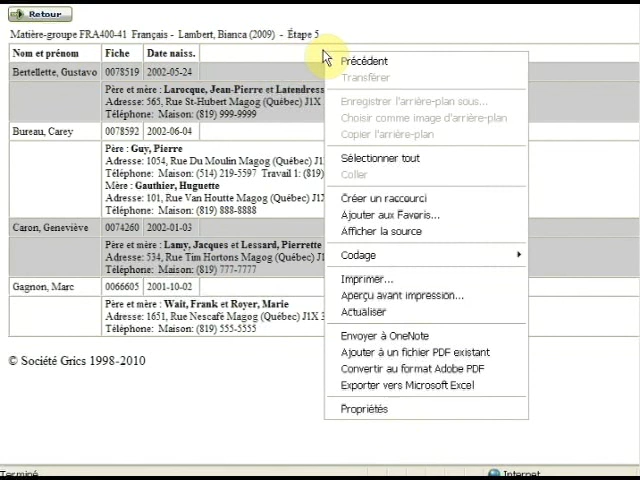 Retour
Matière-groupe FRA400-41 Français - Lambert, Bianca (2009) - Étape 5
Nom et prénom Fiche Date naiss.
Bertellette, Gustavo 0078519 2002-05-24
Père et mère : Larocque, Jean-Pierre et Latendress
Adresse: 565, Rue St-Hubert Magog (Québec) J1X
Téléphone: Maison: (819) 999-9999
Bureau, Carey 0078592 2002-06-04
Père : Guy, Pierre
Adresse: 1054, Rue Du Moulin Magog (Québec) J1
Téléphone: Maison: (514) 219-5597 Travail 1: (819)
Mère : Gauthier, Huguette
Adresse: 101, Rue Van Houtte Magog (Québec) J1
Téléphone: Maison: (819) 888-8888
Caron, Geneviève 0074260 2002-01-03
Père et mère : Lamy, Jacques et Lessard, Pierrette
Adresse: 534, Rue Tim Hortons Magog (Québec) J1
Téléphone: Maison: (819) 777-7777
Gagnon, Marc 0066605 2001-10-02
Père et mère : Wait, Frank et Royer, Marie
Adresse: 1651, Rue Nescafé Magog (Québec) J1X 3
Téléphone: Maison: (819) 555-5555
© Société Grics 1998-2010
Précédent
Transférer
Enregistrer l'arrière-plan sous...
Choisir comme image d'arrière-plan
Copier l'arrière-plan
Sélectionner tout
Coller
Créer un raccourci
Ajouter aux Favoris...
Afficher la source
Codage
Imprimer...
Aperçu avant impression...
Actualiser
Envoyer à OneNote
Ajouter à un fichier PDF existant
Convertir au format Adobe PDF
Exporter vers Microsoft Excel
Propriétés
Terminé
Internet